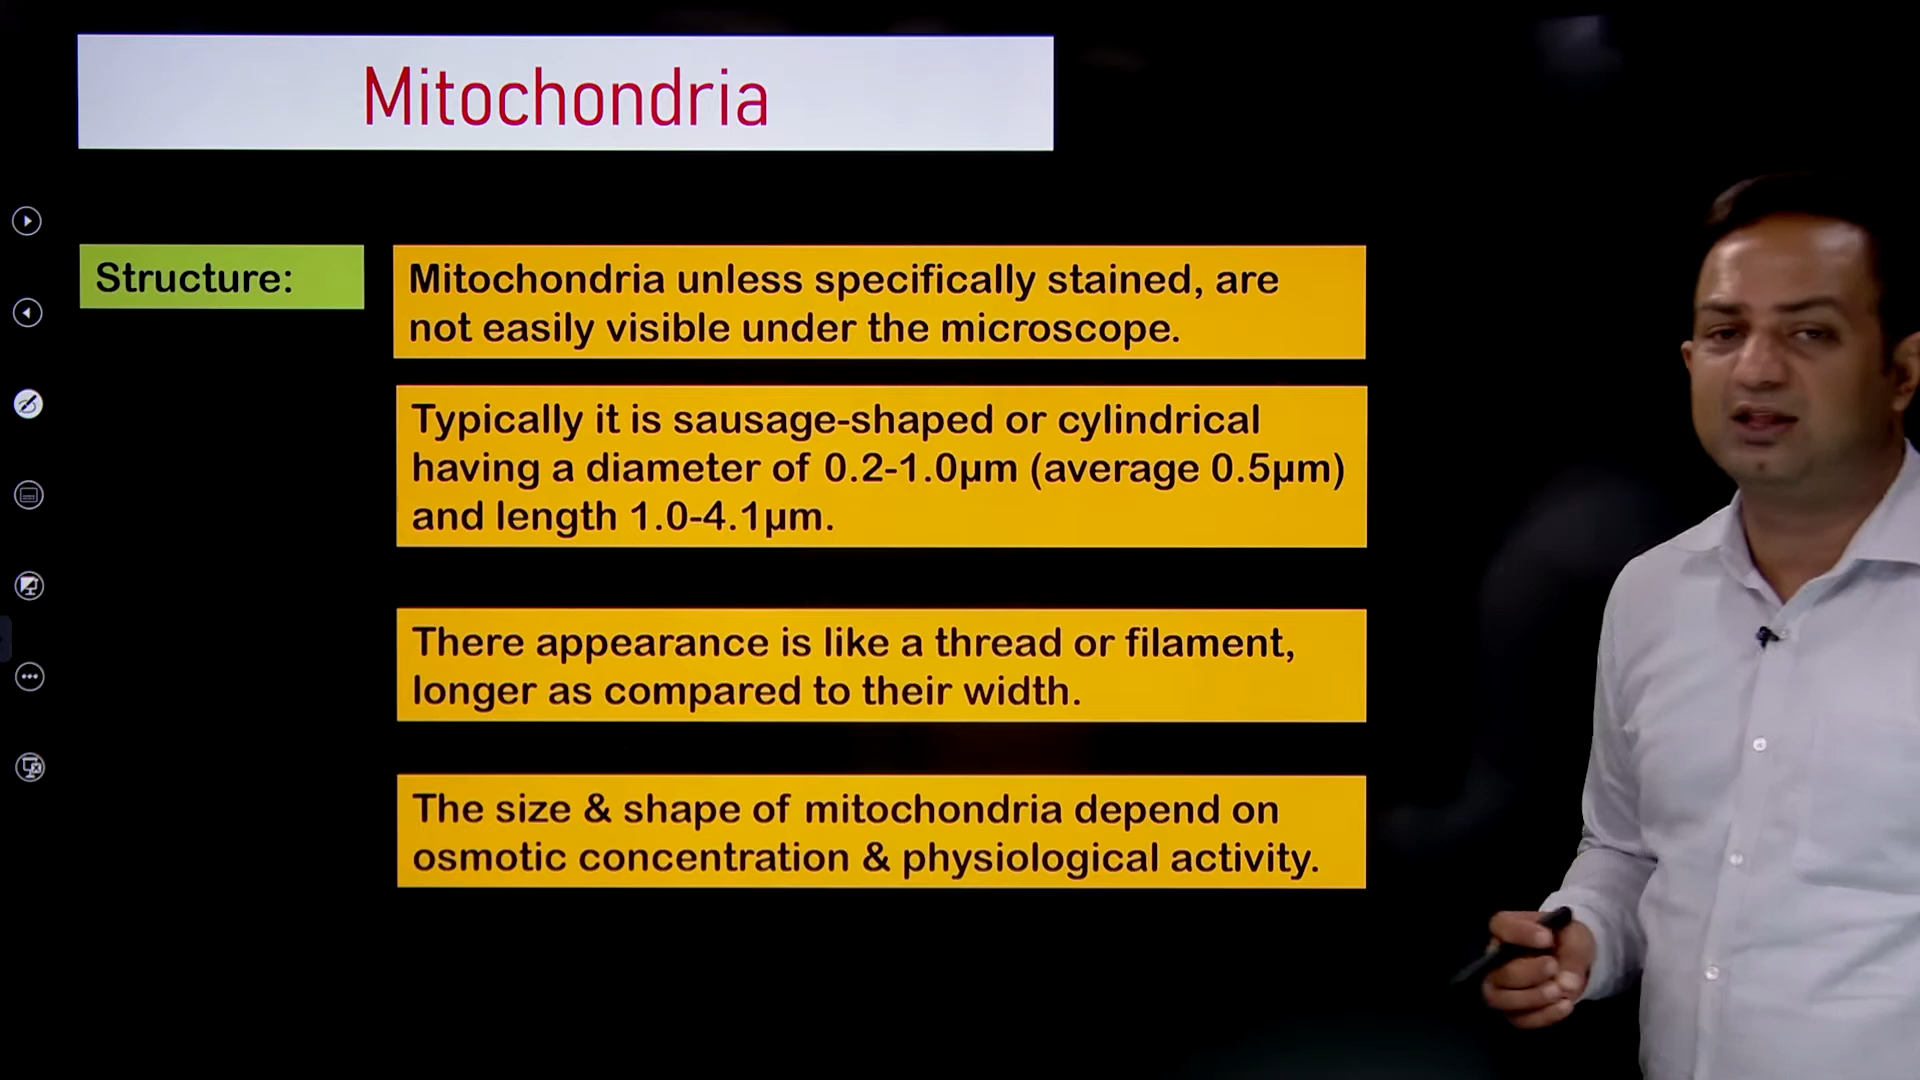 Mitochondria
Structure:
Mitochondria unless specifically stained, are
not easily visible under the microscope.
Typically it is sausage-shaped or cylindrical
having a diameter of 0.2-1.0µm (average 0.5µm)
and length 1.0-4.1µm.
There appearance is like a thread or filament,
longer as compared to their width.
The size & shape of mitochondria depend on
osmotic concentration & physiological activity.